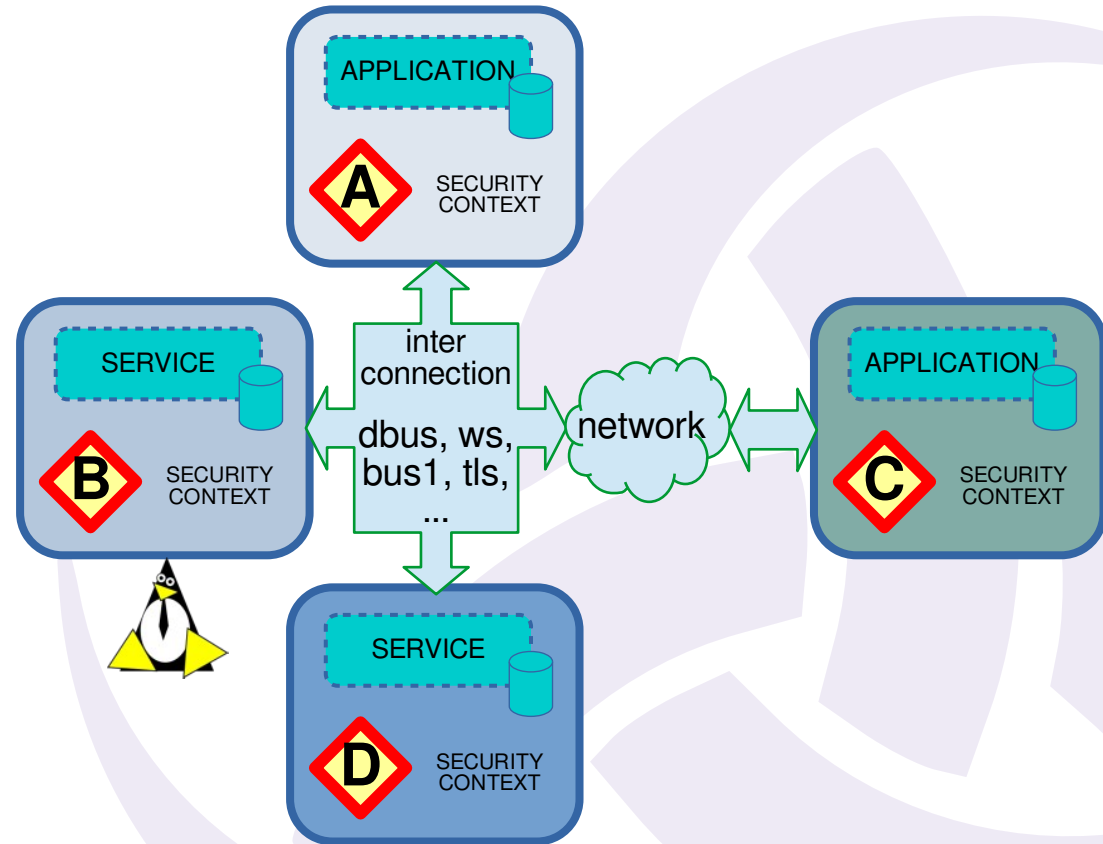 APPLICATION
A
SECURITY
CONTEXT
SERVICE
B
SECURITY
CONTEXT
inter
connection
dbus, ws,
bus1, tls,
...
network
APPLICATION
C
SECURITY
CONTEXT
SERVICE
D
SECURITY
CONTEXT